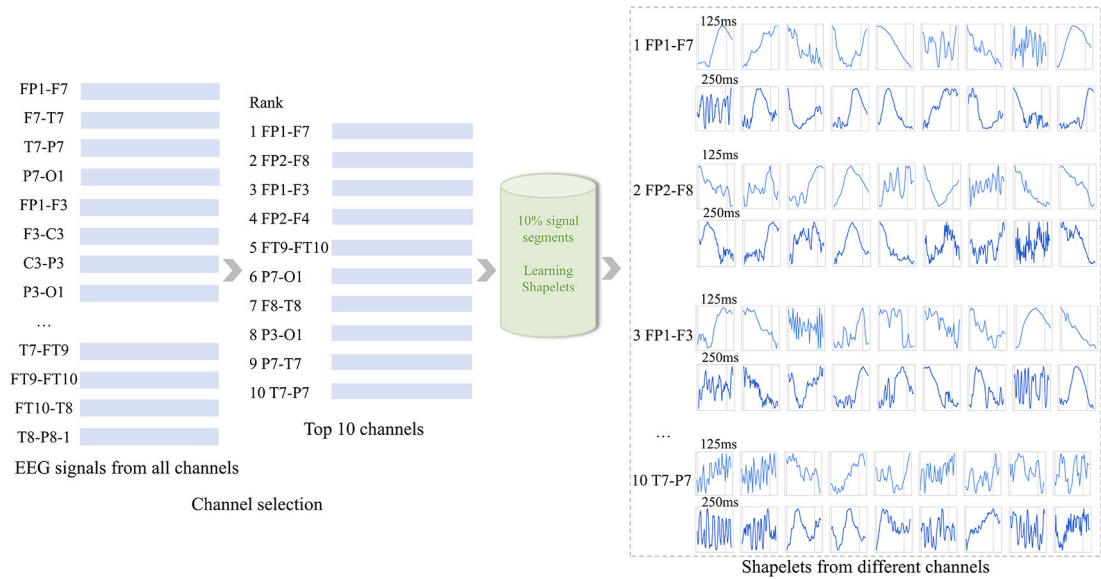 FP1-F7
F7-T7
T7-P7
P7-O1
FP1-F3
F3-C3
C3-P3
P3-O1
...
T7-FT9
FT9-FT10
FT10-T8
T8-P8-1
EEG signals from all channels
Rank
1 FP1-F7
2 FP2-F8
3 FP1-F3
4 FP2-F4
5 FT9-FT10
6 P7-O1
7 F8-T8
8 P3-O1
9 P7-T7
10 T7-P7
Top 10 channels
Channel selection
10% signal
segments
Learning
Shapelets
125ms
1 FP1-F7
250ms
125ms
2 FP2-F8
250ms
125ms
3 FP1-F3
250ms
...
125ms
10 T7-P7
250ms
Shapelets from different channels